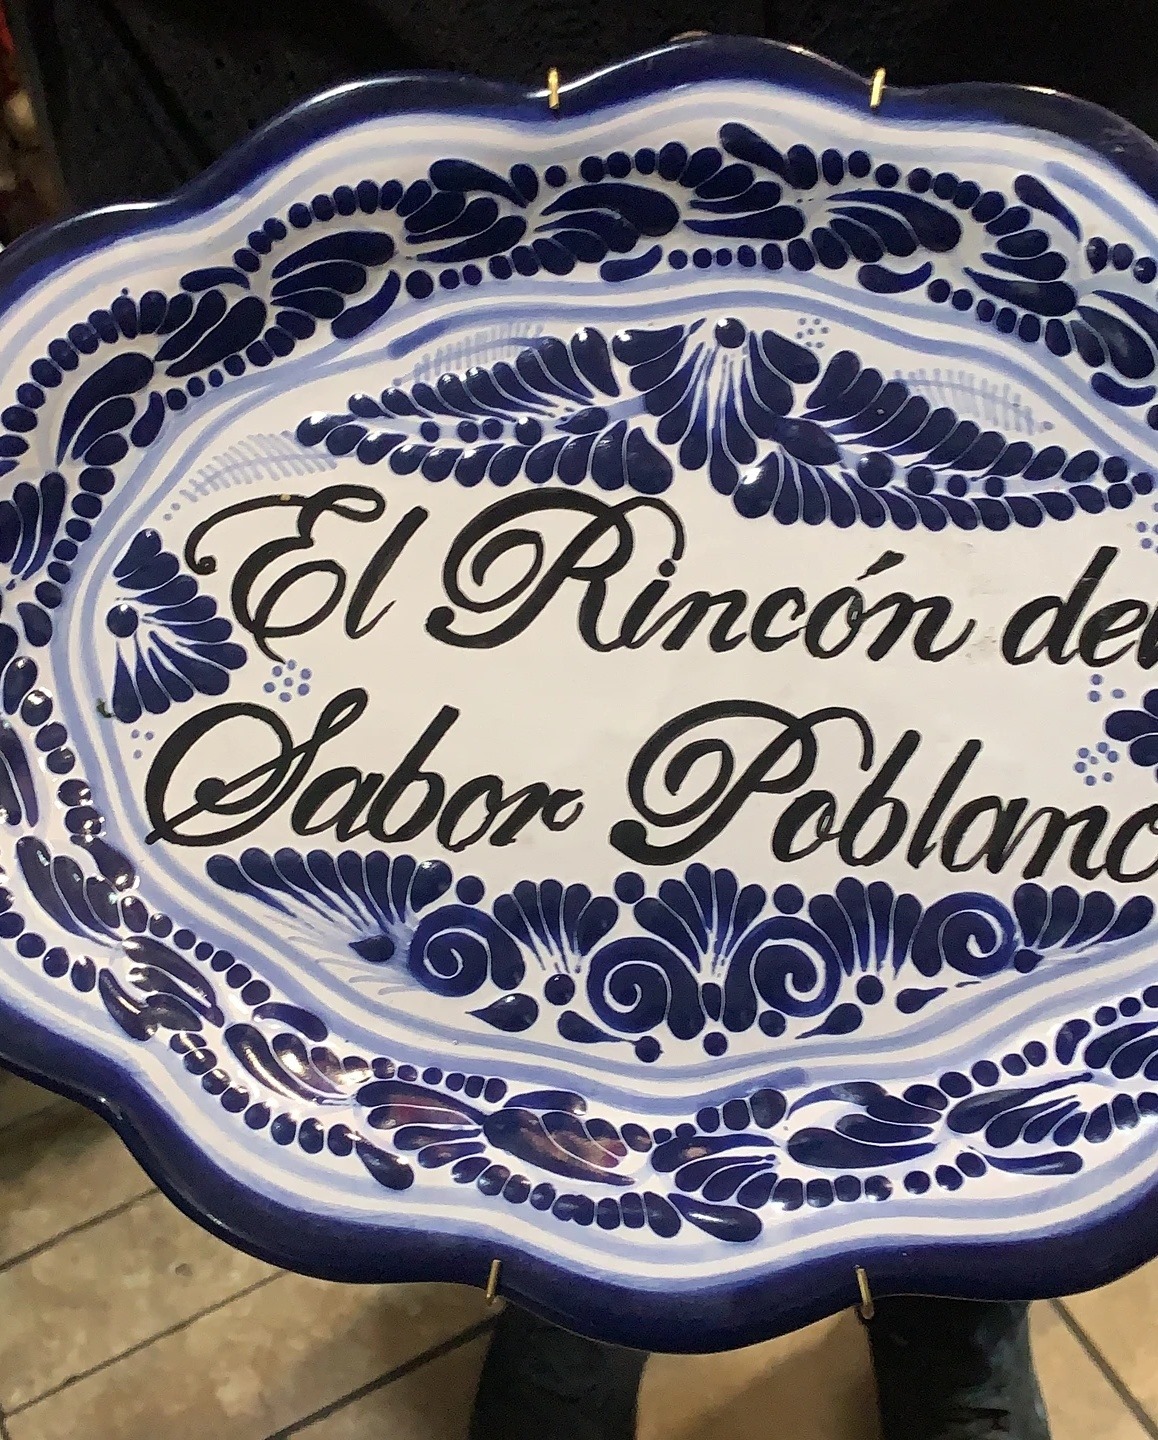 El Rincón del
Sabor Poblano